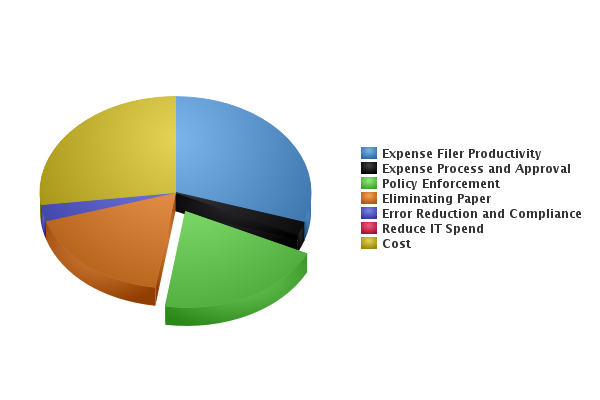 Expense Filer Productivity
Expense Process and Approval
Policy Enforcement
Eliminating Paper
Error Reduction and Compliance
Reduce IT Spend
Cost